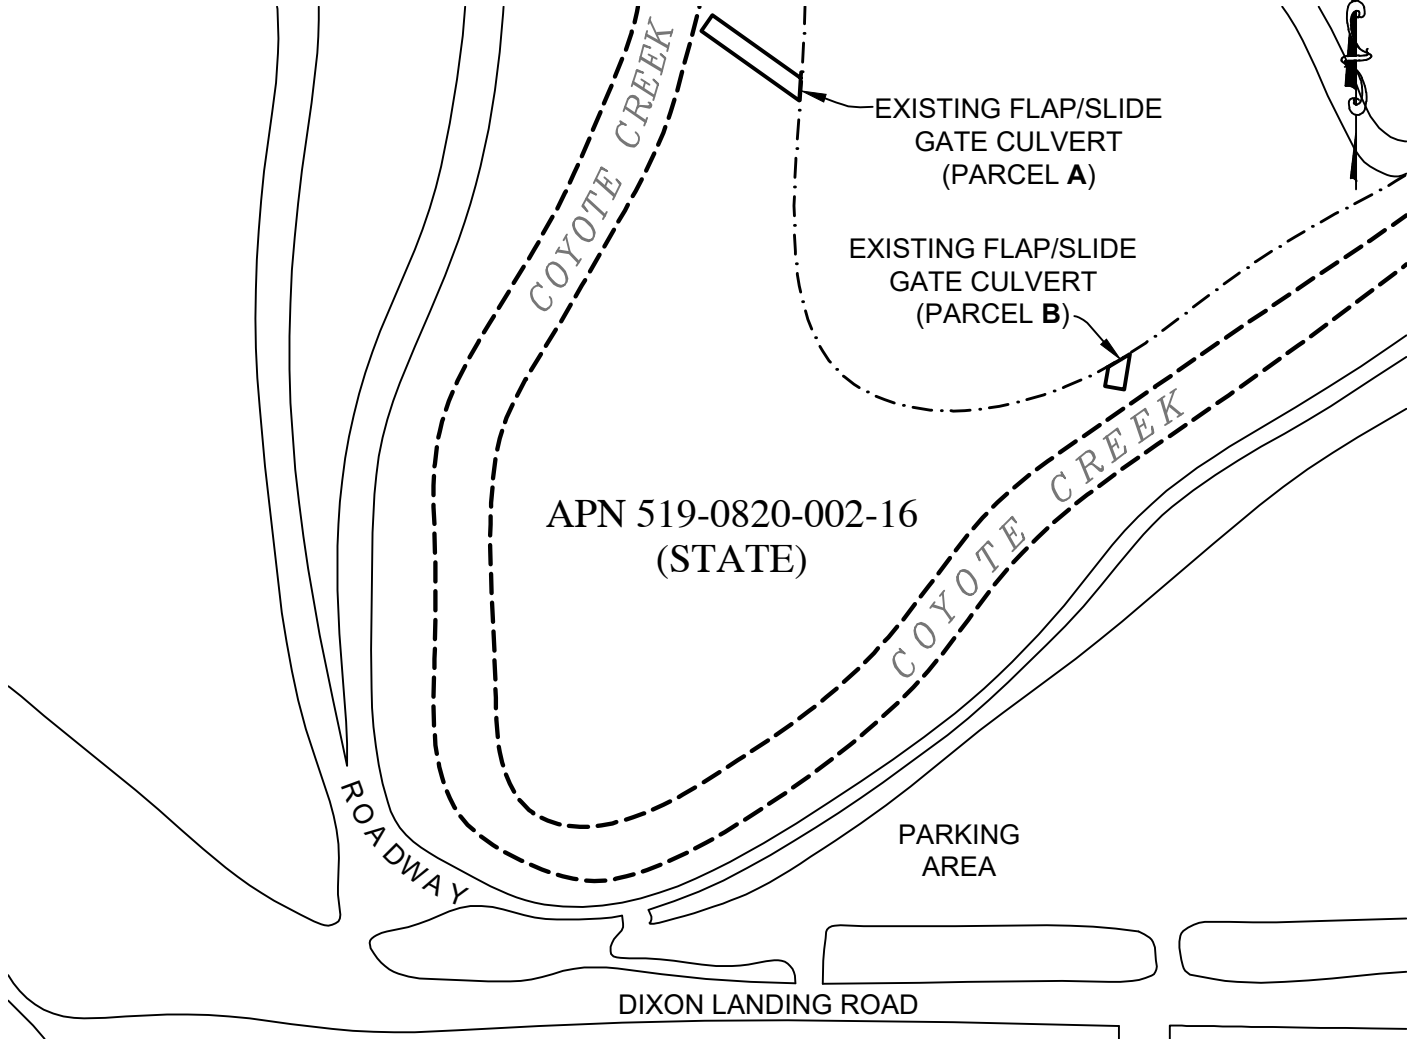 COYOTE CREEK
EXISTING FLAP/SLIDE
GATE CULVERT
(PARCEL A)
EXISTING FLAP/SLIDE
GATE CULVERT
(PARCEL B)
COYOTE CREEK
APN 519-0820-002-16
(STATE)
ROADWAY
PARKING
AREA
DIXON LANDING ROAD